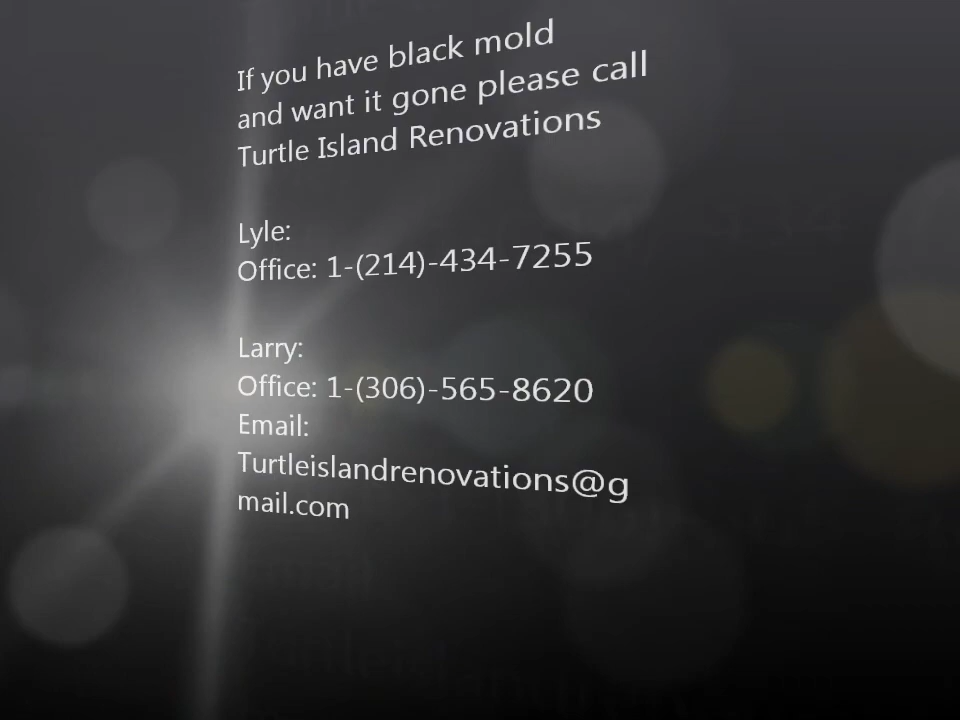 If you have black mold
and want it gone please call
Turtle Island Renovations
Lyle:
Office: 1-(214)-434-7255
Larry:
Office: 1-(306)-565-8620
Email:
Turtleislandrenovations@g
mail.com